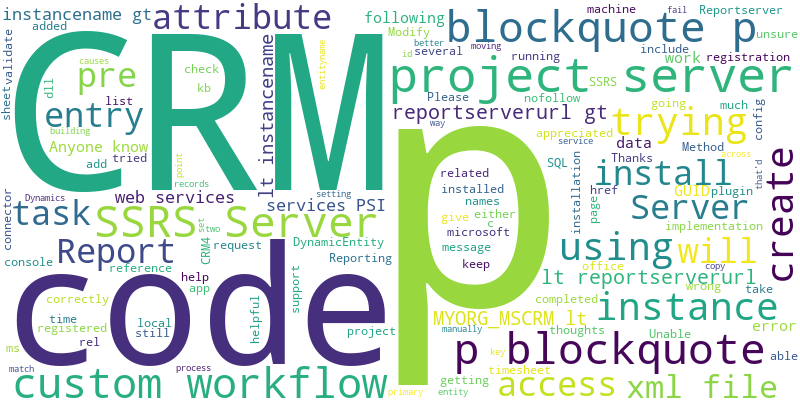 instancename gt
attribute
following
machine
fail
Reportserver
added
Modify
blockquote p
unsure
sheet
validate
CRM
causes
pre
check
kb
dll
lt instancename
entityname
id
better
moving
several
running
include
work
registration
project server
entry
list
Please
nofollow
SSRS
going
much
config
Anyone know
building
add
tried
point
records
reportserverurl gt
trying
appreciated
way
service
data
Method
across
that'd
Dynamics
setting
web services
related
SQL
Thanks
install
GUID
plugin
create
task
SSRS Server
services PSI
installed
names
installation
href
page
Server
implementation
connector
Report
CRM4
set
two
request
DynamicEntity
give
either
c
using
will
console
reference
Reporting
microsoft
message
copy
code
p
help
app
support
keep
office
wrong
take
lt reportserverurl
correctly
registered
time
local
still
helpful
project
completed
thoughts
instance
error
ms
rel
MYORG_MSCRM lt
manually
Unable
able
match
process
key
getting
timesheet
p blockquote
custom workflow
primary
entity
access
xml file